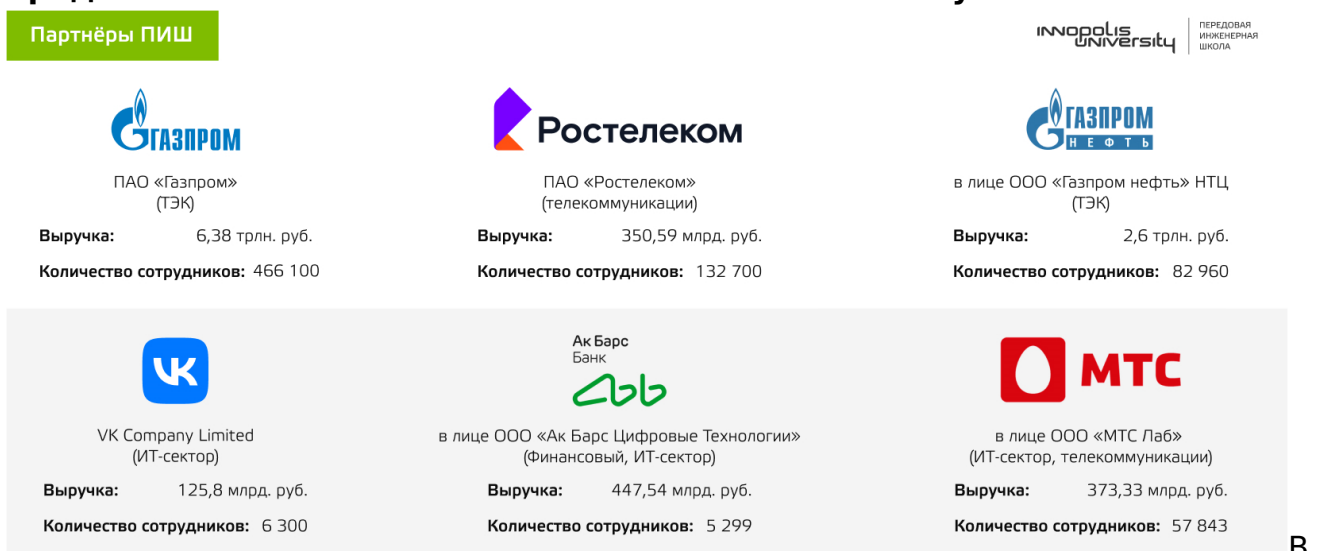 Партнёры ПИШ
INNOPOLIS UNIVERSITY
ПЕРЕДОВАЯ
ИНЖЕНЕРНАЯ
ШКОЛА
ГАЗПРОМ
Ростелеком
ГАЗПРОМ
НЕФТЬ
ПАО «Газпром»
(ТЭК)
ПАО «Ростелеком»
(телекоммуникации)
в лице ООО «Газпром нефть» НТЦ
(ТЭК)
Выручка: 6,38 трлн. руб.
Количество сотрудников: 466 100
Выручка: 350,59 млрд. руб.
Количество сотрудников: 132 700
Выручка: 2,6 трлн. руб.
Количество сотрудников: 82 960
VK
Ак Барс
Банк
МТС
VK Company Limited
(ИТ-сектор)
в лице ООО «Ак Барс Цифровые Технологии»
(Финансовый, ИТ-сектор)
в лице ООО «МТС Лаб»
(ИТ-сектор, телекоммуникации)
Выручка: 125,8 млрд. руб.
Количество сотрудников: 6 300
Выручка: 447,54 млрд. руб.
Количество сотрудников: 5 299
Выручка: 373,33 млрд. руб.
Количество сотрудников: 57 843
В